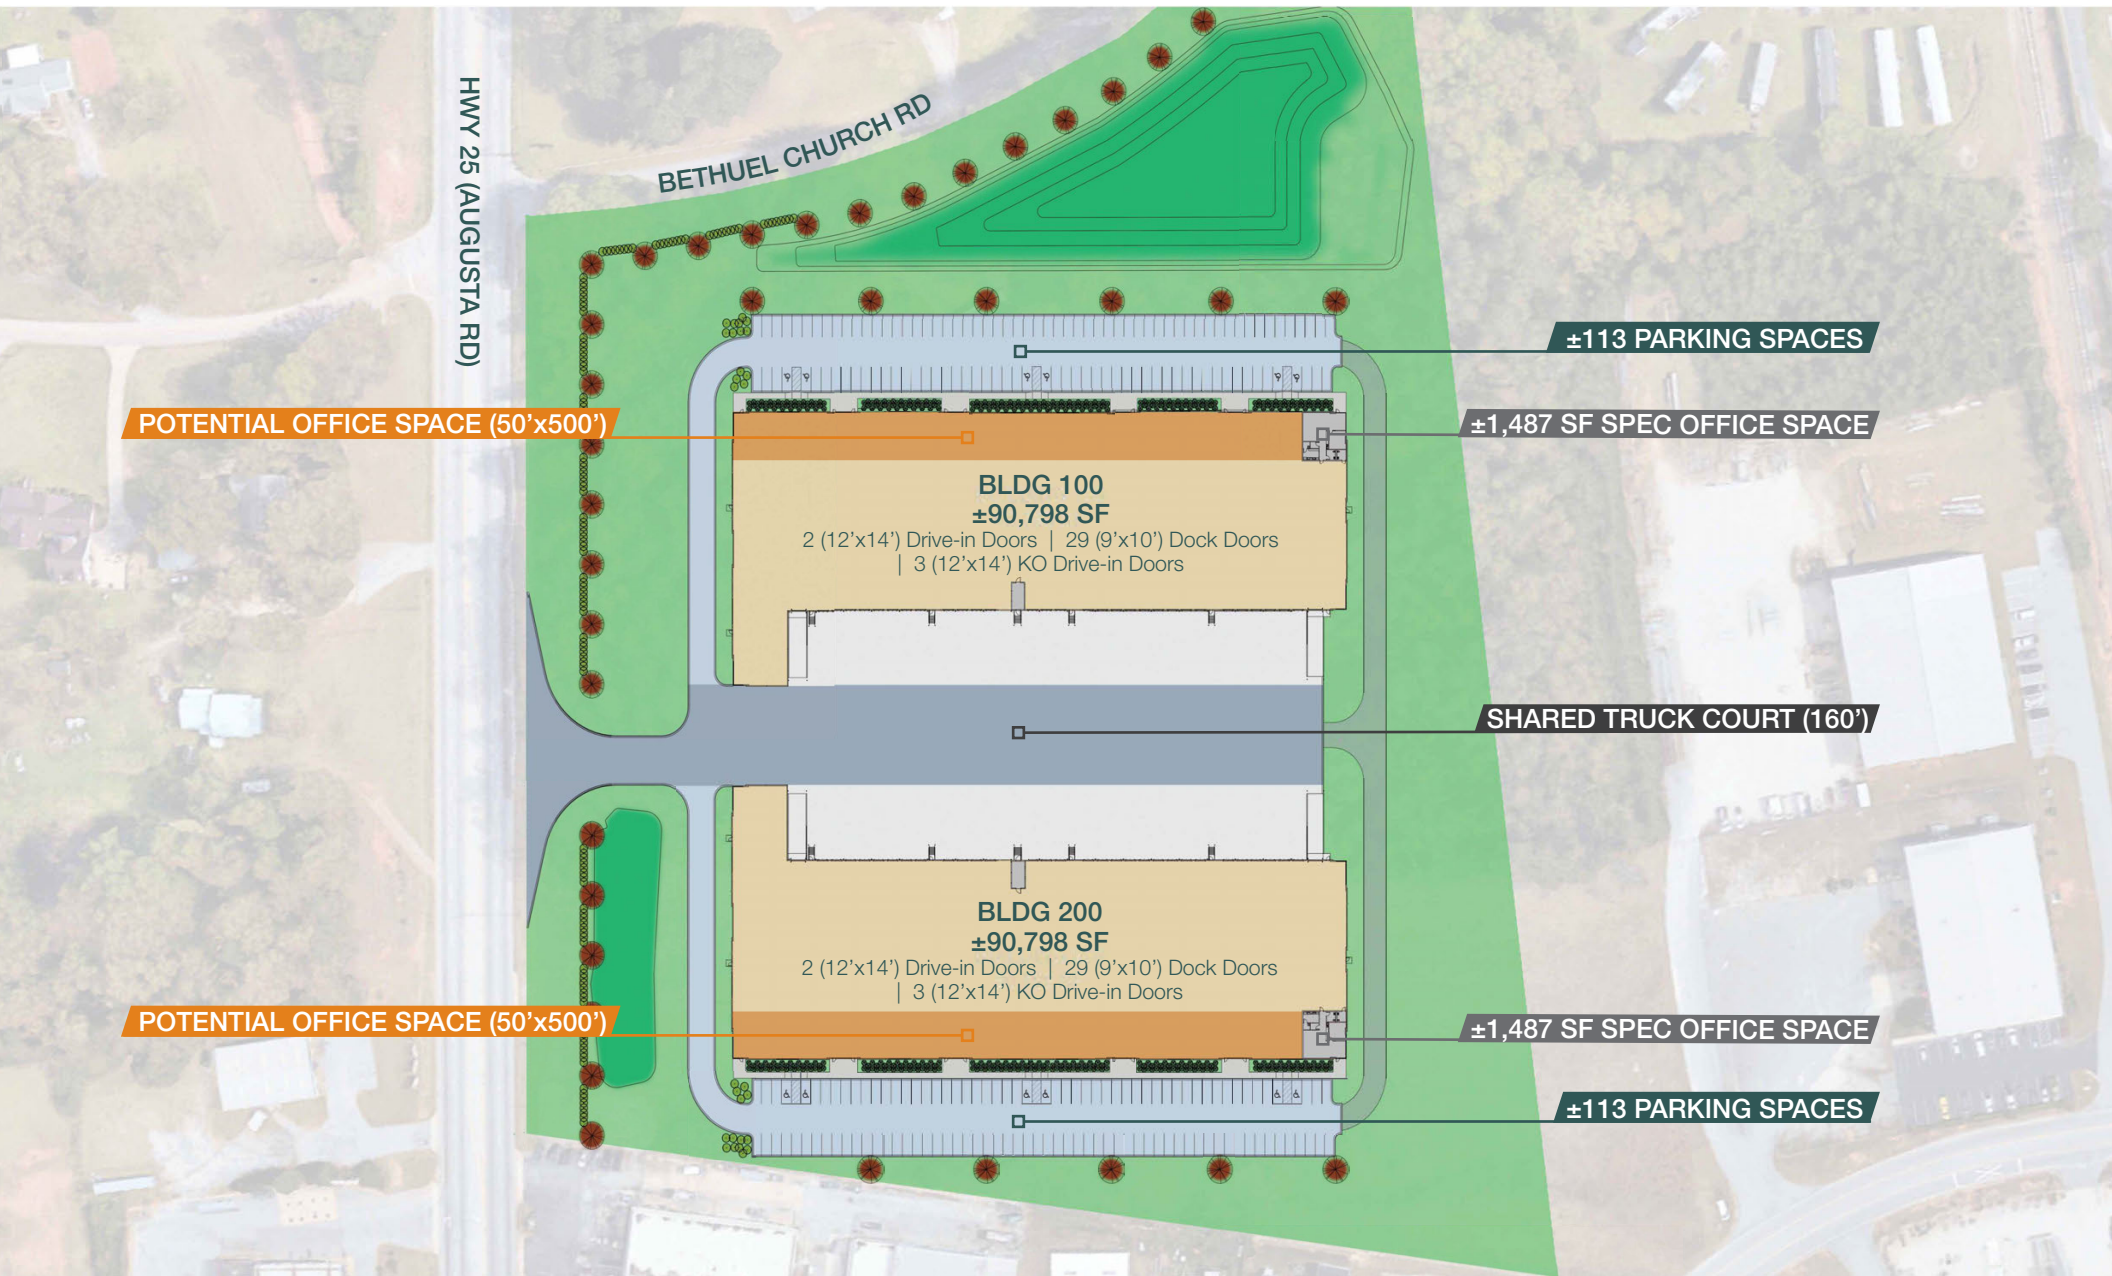 HWY 25 (AUGUSTA RD)
BETHUEL CHURCH RD
±113 PARKING SPACES
POTENTIAL OFFICE SPACE (50’x500’)
±1,487 SF SPEC OFFICE SPACE
BLDG 100
±90,798 SF
2 (12’x14’) Drive-in Doors | 29 (9’x10’) Dock Doors
| 3 (12’x14’) KO Drive-in Doors
SHARED TRUCK COURT (160’)
BLDG 200
±90,798 SF
2 (12’x14’) Drive-in Doors | 29 (9’x10’) Dock Doors
| 3 (12’x14’) KO Drive-in Doors
POTENTIAL OFFICE SPACE (50’x500’)
±1,487 SF SPEC OFFICE SPACE
±113 PARKING SPACES